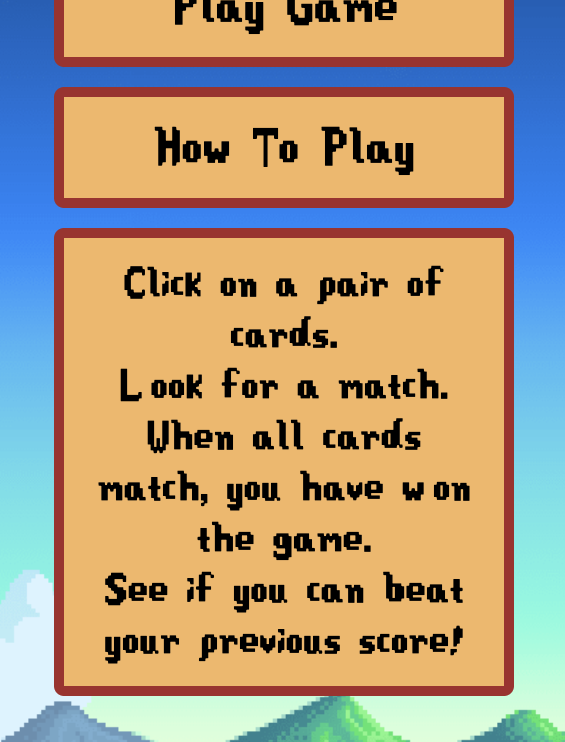 Play Game
How To Play
Click on a pair of
cards.
Look for a match.
When all cards
match, you have won
the game.
See if you can beat
your previous score!